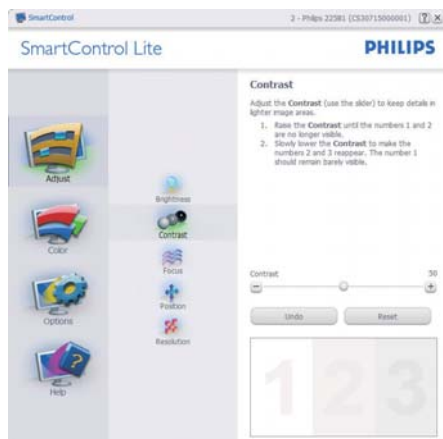 SmartControl
2 - Philips 225B1 (CS30715000001)
SmartControl Lite
PHILIPS
Adjust
Color
Options
Help
Brightness
Contrast
Focus
Position
Resolution
Contrast
Adjust the Contrast (use the slider) to keep details in
lighter image areas.
1. Raise the Contrast until the numbers 1 and 2
are no longer visible.
2. Slowly lower the Contrast to make the
numbers 2 and 3 reappear. The number 1
should remain barely visible.
Contrast
50
Undo
Reset
1 2 3